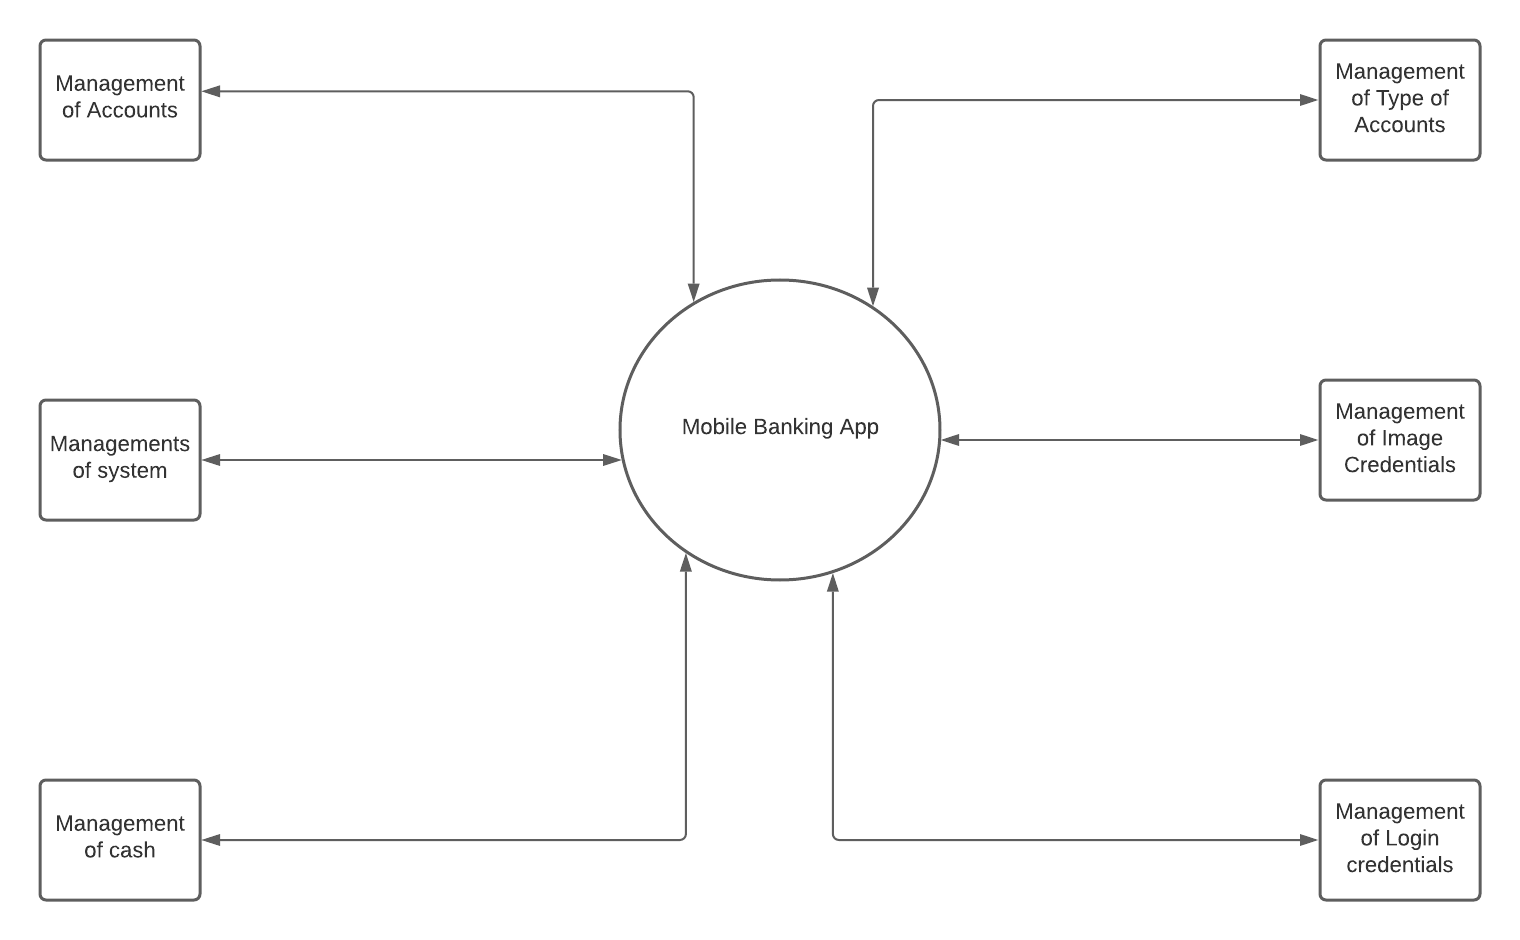 Management
of Accounts
Management
of Type of
Accounts
Mobile Banking App
Managements
of system
Management
of Image
Credentials
Management
of cash
Management
of Login
credentials